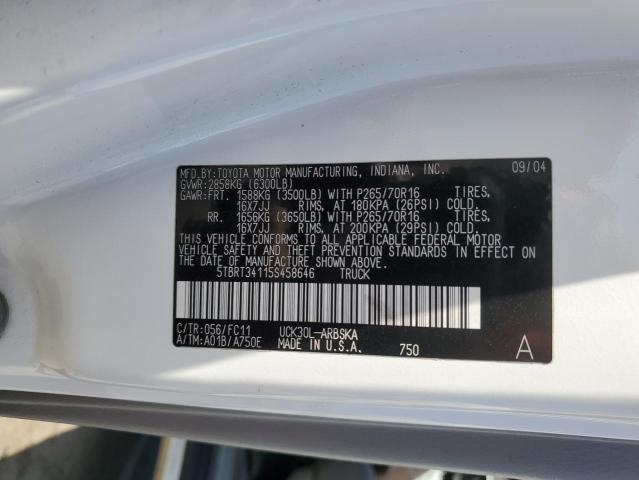 MFD.BY:TOYOTA MOTOR MANUFACTURING, INDIANA, INC. 09/04
GVWR:2858KG (6300LB)
GAWR:FRT. 1588KG (3500LB) WITH P265/70R16 TIRES,
16X7JJ RIMS, AT 180KPA (26PSI) COLD.
RR. 1656KG (3650LB) WITH P265/70R16 TIRES,
16X7JJ RIMS, AT 200KPA (29PSI) COLD.
THIS VEHICLE CONFORMS TO ALL APPLICABLE FEDERAL MOTOR
VEHICLE SAFETY AND THEFT PREVENTION STANDARDS IN EFFECT ON
THE DATE OF MANUFACTURE SHOWN ABOVE.
5TBRT34115S458646 TRUCK
C/TR:056/FC11 UCK30L-ARBSKA
A/TM:A01B/A750E MADE IN U.S.A. 750 A